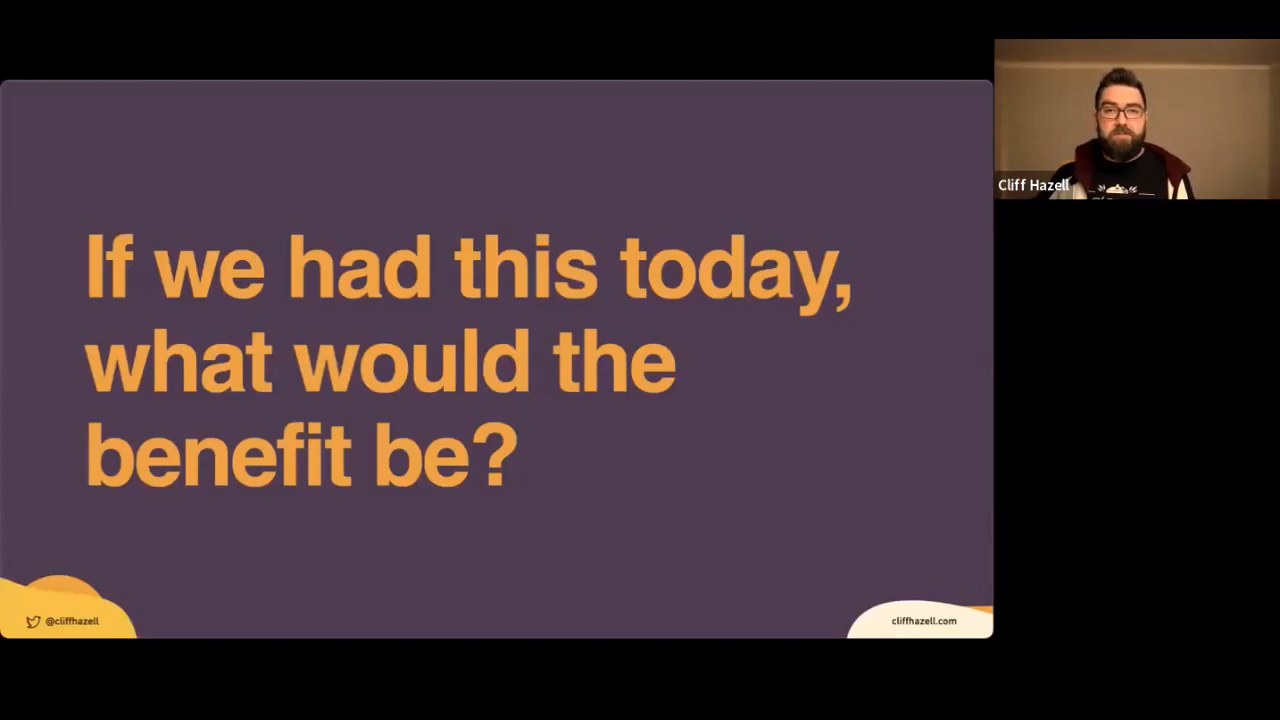 If we had this today,
what would the
benefit be?
@cliffhazell
cliffhazell.com
Cliff Hazell